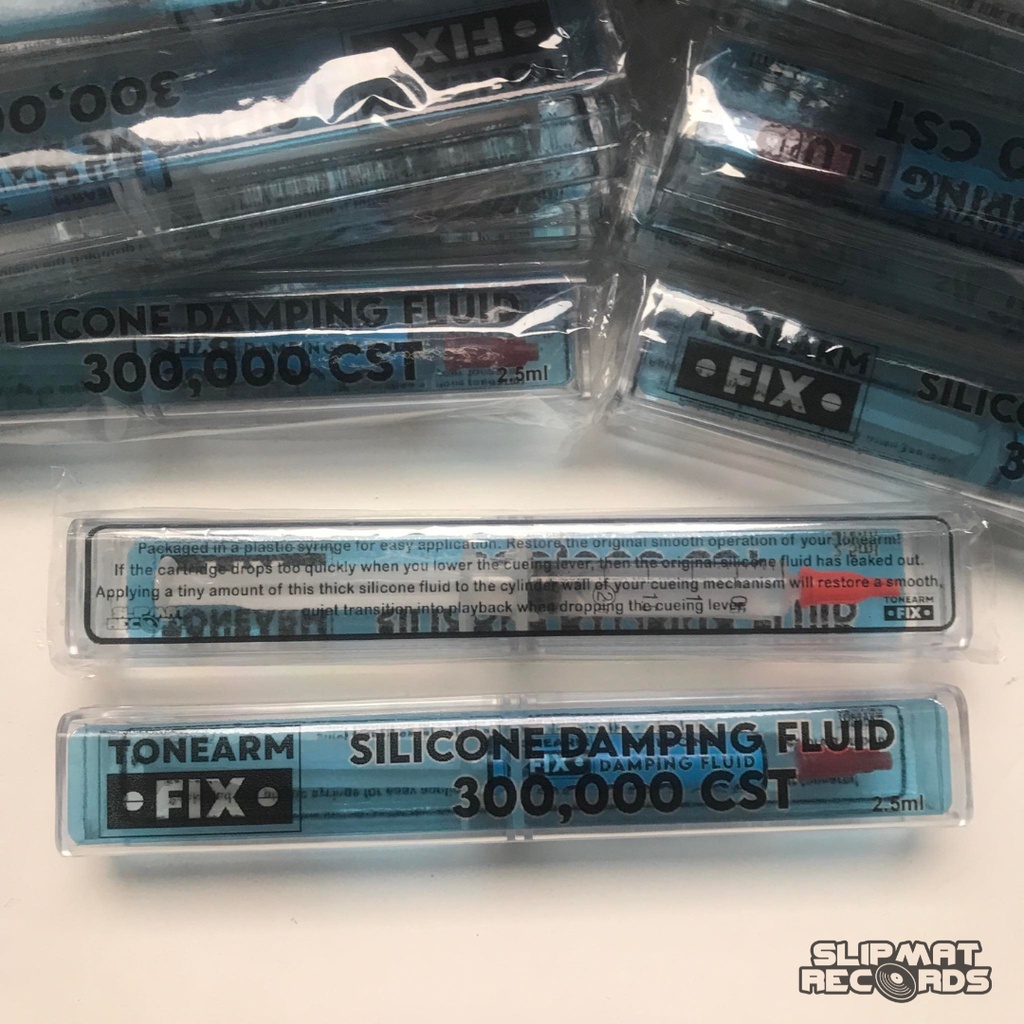 FIX
300,00
SILICONE DAMPING FLUID
300,000 CST
2.5ml
CST
FLUID
TONEARM
FIX
SILICO
3
Packaged in a plastic syringe for easy application. Restore the original smooth operation of your Tonearm!
If the cartridge drops too quickly when you lower the cueing lever, then the original silicone fluid has leaked out.
Applying a tiny amount of this thick silicone fluid to the cylinder wall of your cueing mechanism will restore a smooth,
quiet transition into playback when dropping the cueing lever.
TONEARM
FIX
TONEARM
FIX
SILICONE DAMPING FLUID
FIX
DAMPING FLUID
300,000 CST
2.5ml
SLIPMAT
RECORDS